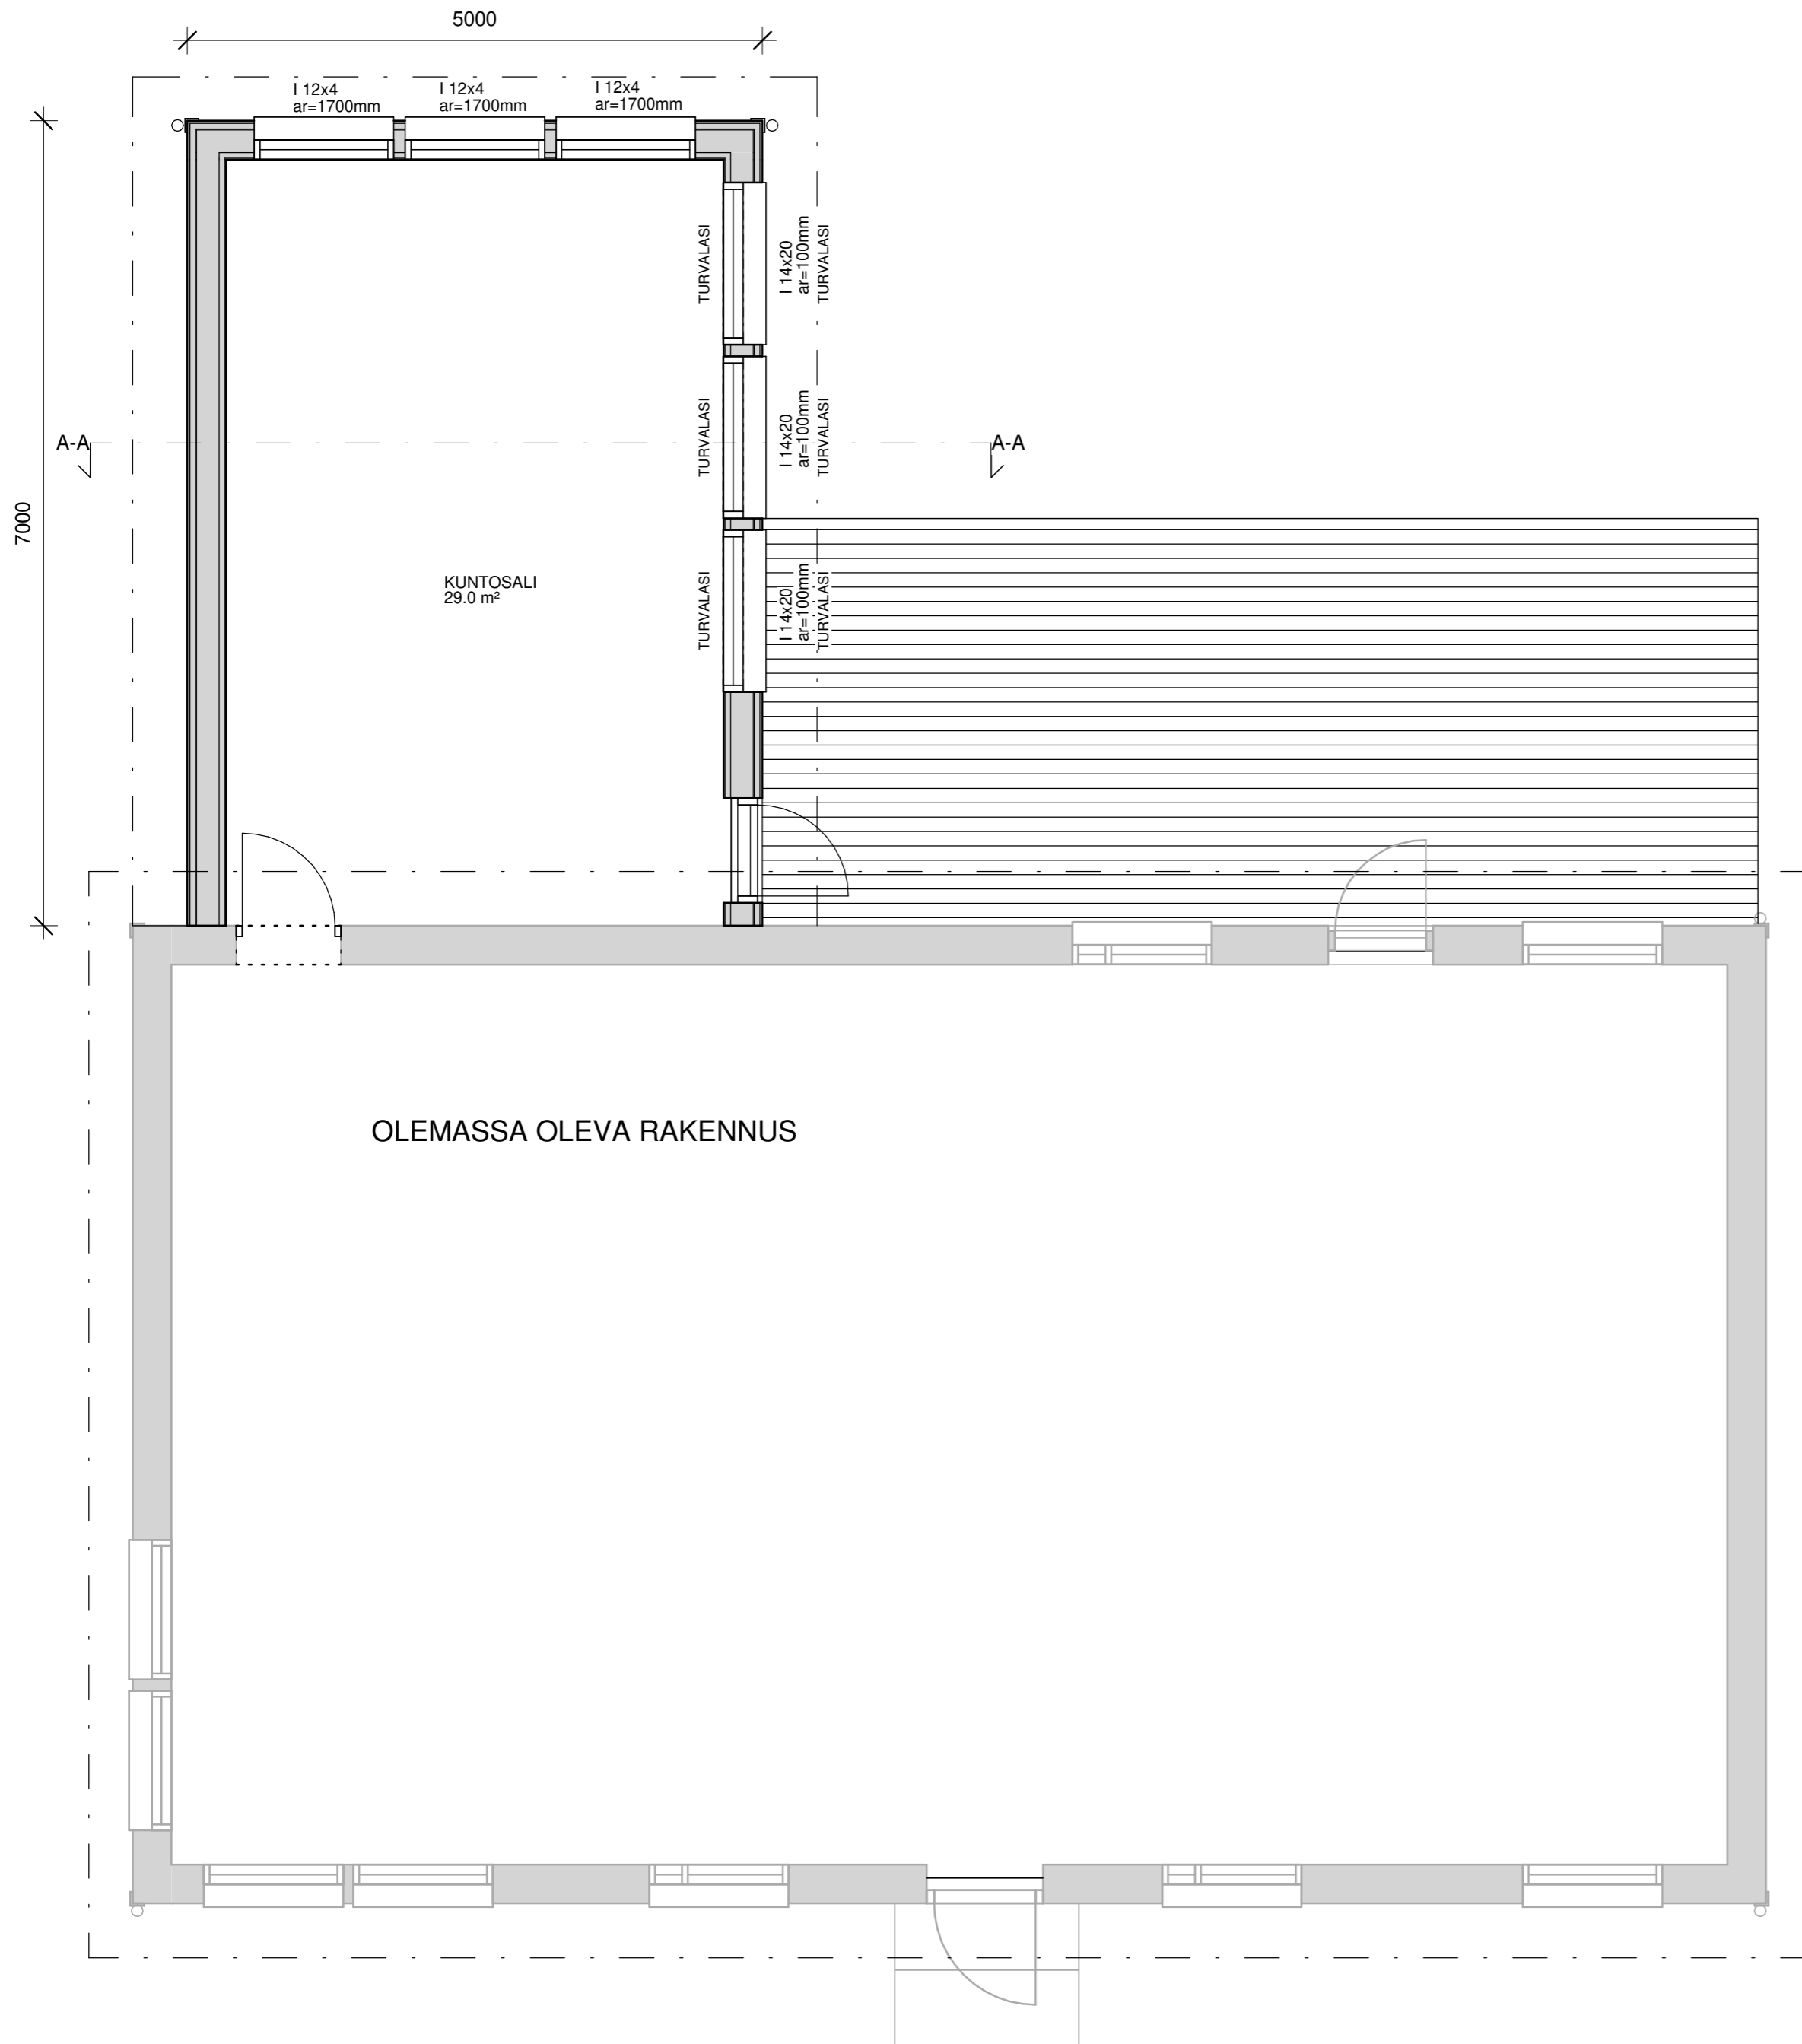 5000
I 12x4
ar=1700mm
I 12x4
ar=1700mm
I 12x4
ar=1700mm
TURVALASI
I 14x20
ar=100mm
TURVALASI
A-A
TURVALASI
I 14x20
ar=100mm
TURVALASI
A-A
7000
KUNTOSALI
29.0 m²
TURVALASI
I 14x20
ar=100mm
TURVALASI
OLEMASSA OLEVA RAKENNUS